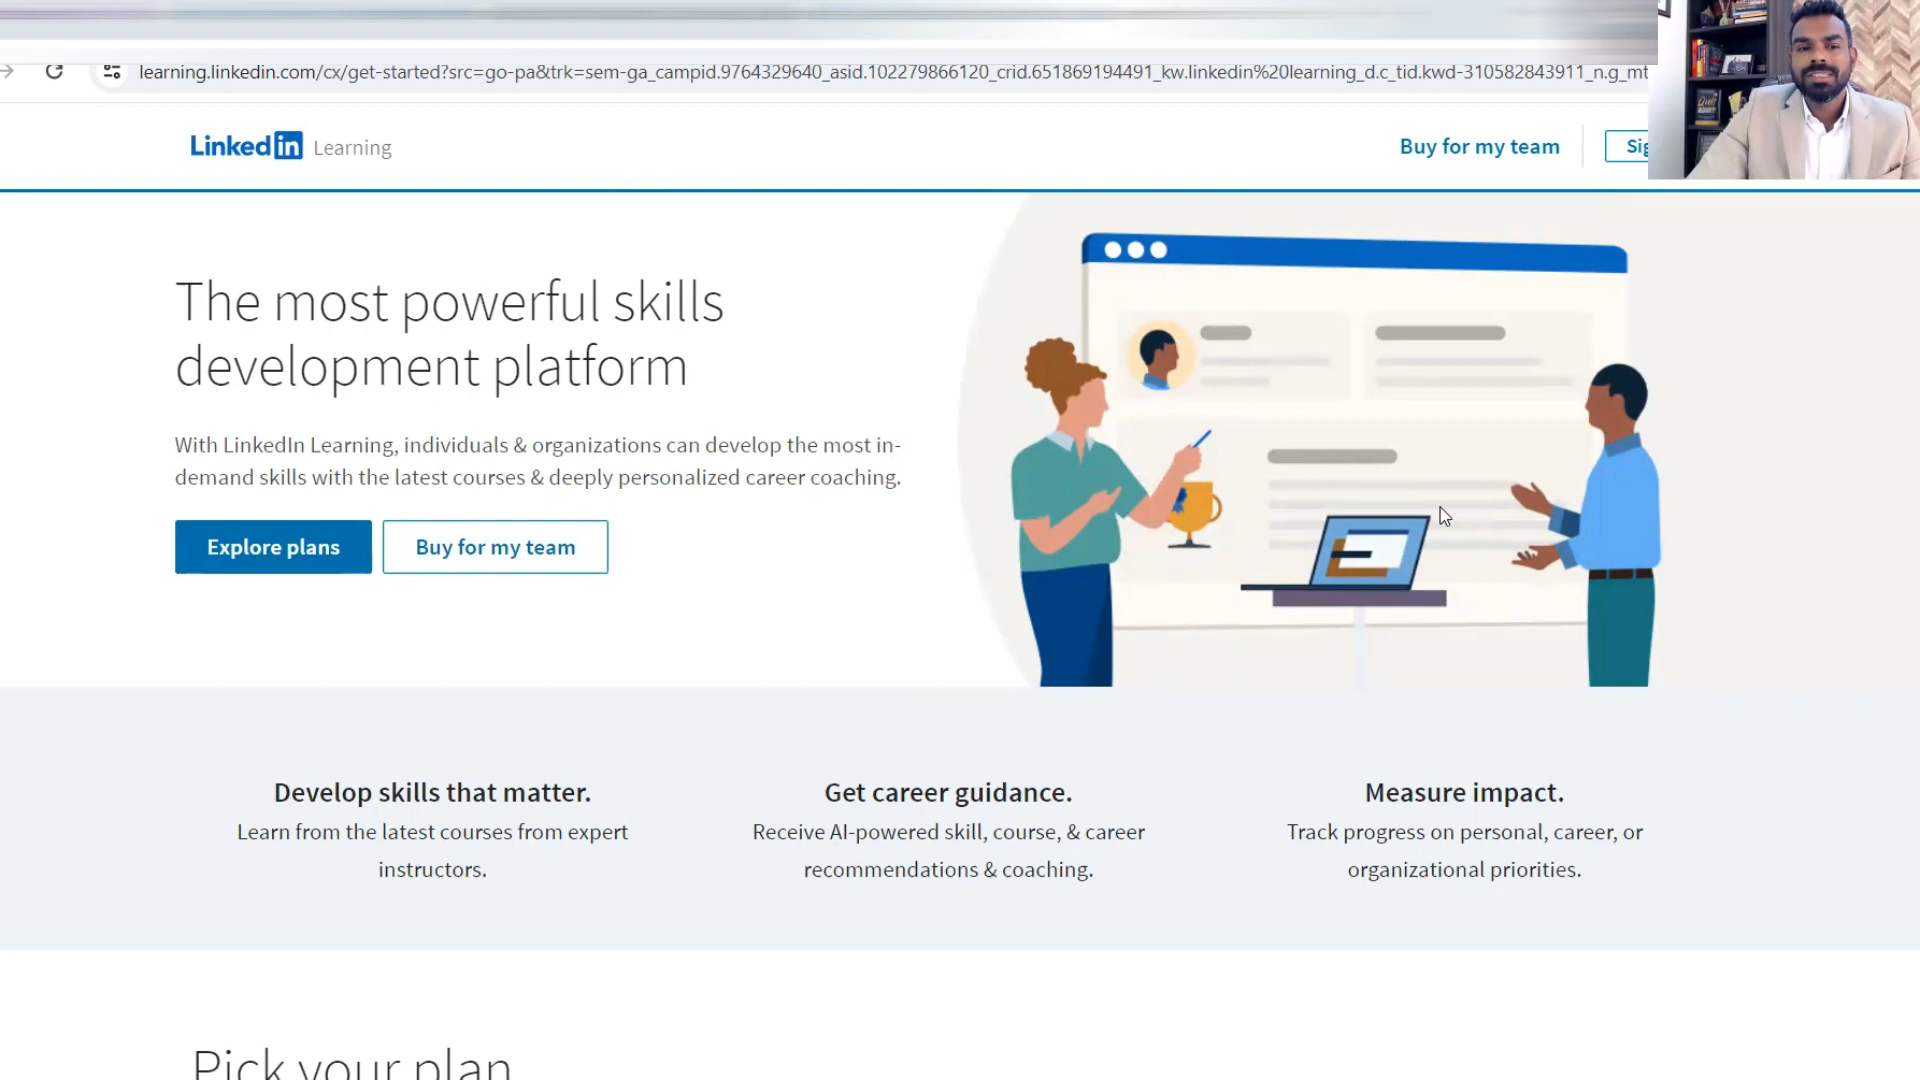 learning.linkedin.com/cx/get-started?src=go-pa&trk=sem-ga_campid.9764329640_asid.102279866120_crid.651869194491_kw.linkedin%20learning_d.c_tid.kwd-310582843911_n.g_mt
Linked in Learning
Buy for my team
Sig
The most powerful skills
development platform
With LinkedIn Learning, individuals & organizations can develop the most in-
demand skills with the latest courses & deeply personalized career coaching.
Explore plans
Buy for my team
Develop skills that matter.
Learn from the latest courses from expert
instructors.
Get career guidance.
Receive AI-powered skill, course, & career
recommendations & coaching.
Measure impact.
Track progress on personal, career, or
organizational priorities.
Pick your plan